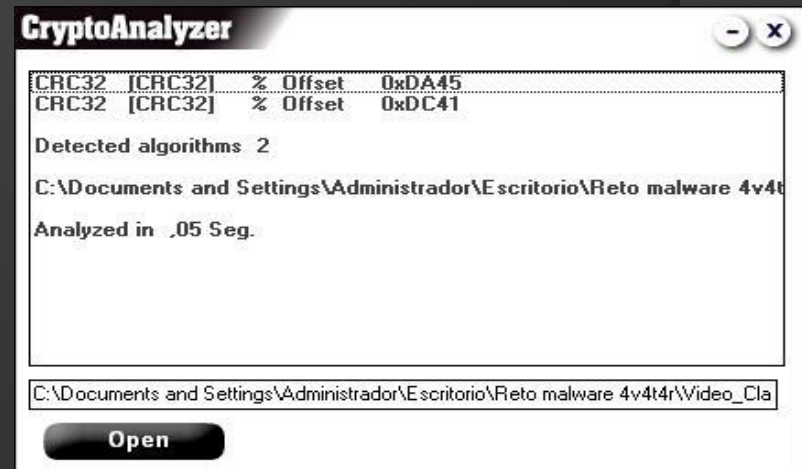 CryptoAnalyzer
CRC32 [CRC32] % Offset 0xDA45
CRC32 [CRC32] % Offset 0xDC41
Detected algorithms 2
C:\Documents and Settings\Administrador\Escritorio\Reto malware 4v4t
Analyzed in ,05 Seg.
C:\Documents and Settings\Administrador\Escritorio\Reto malware 4v4t4r\Video_Cla
Open